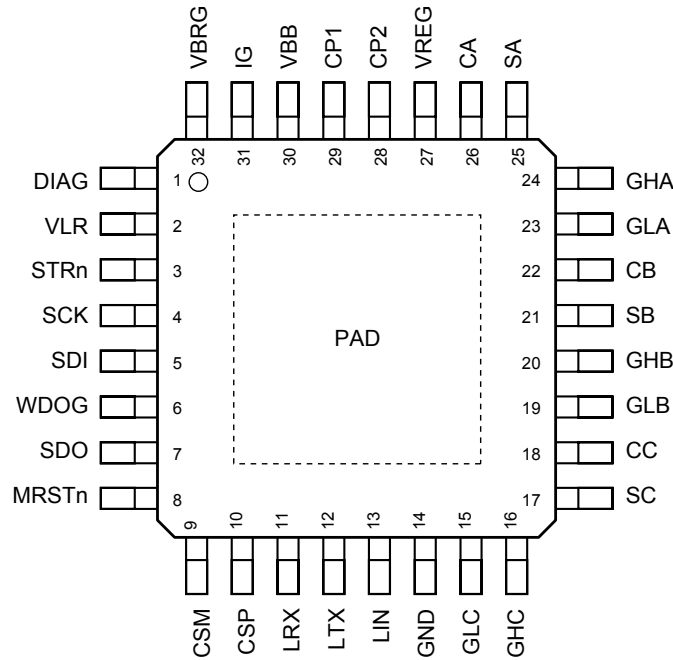 VBRG IG VBB CP1 CP2 VREG CA SA
32 31 30 29 28 27 26 25
DIAG 1 24 GHA
VLR 2 23 GLA
STRn 3 22 CB
SCK 4 21 SB
PAD
SDI 5 20 GHB
WDOG 6 19 GLB
SDO 7 18 CC
MRSTn 8 17 SC
9 10 11 12 13 14 15 16
CSM CSP LRX LTX LIN GND GLC GHC